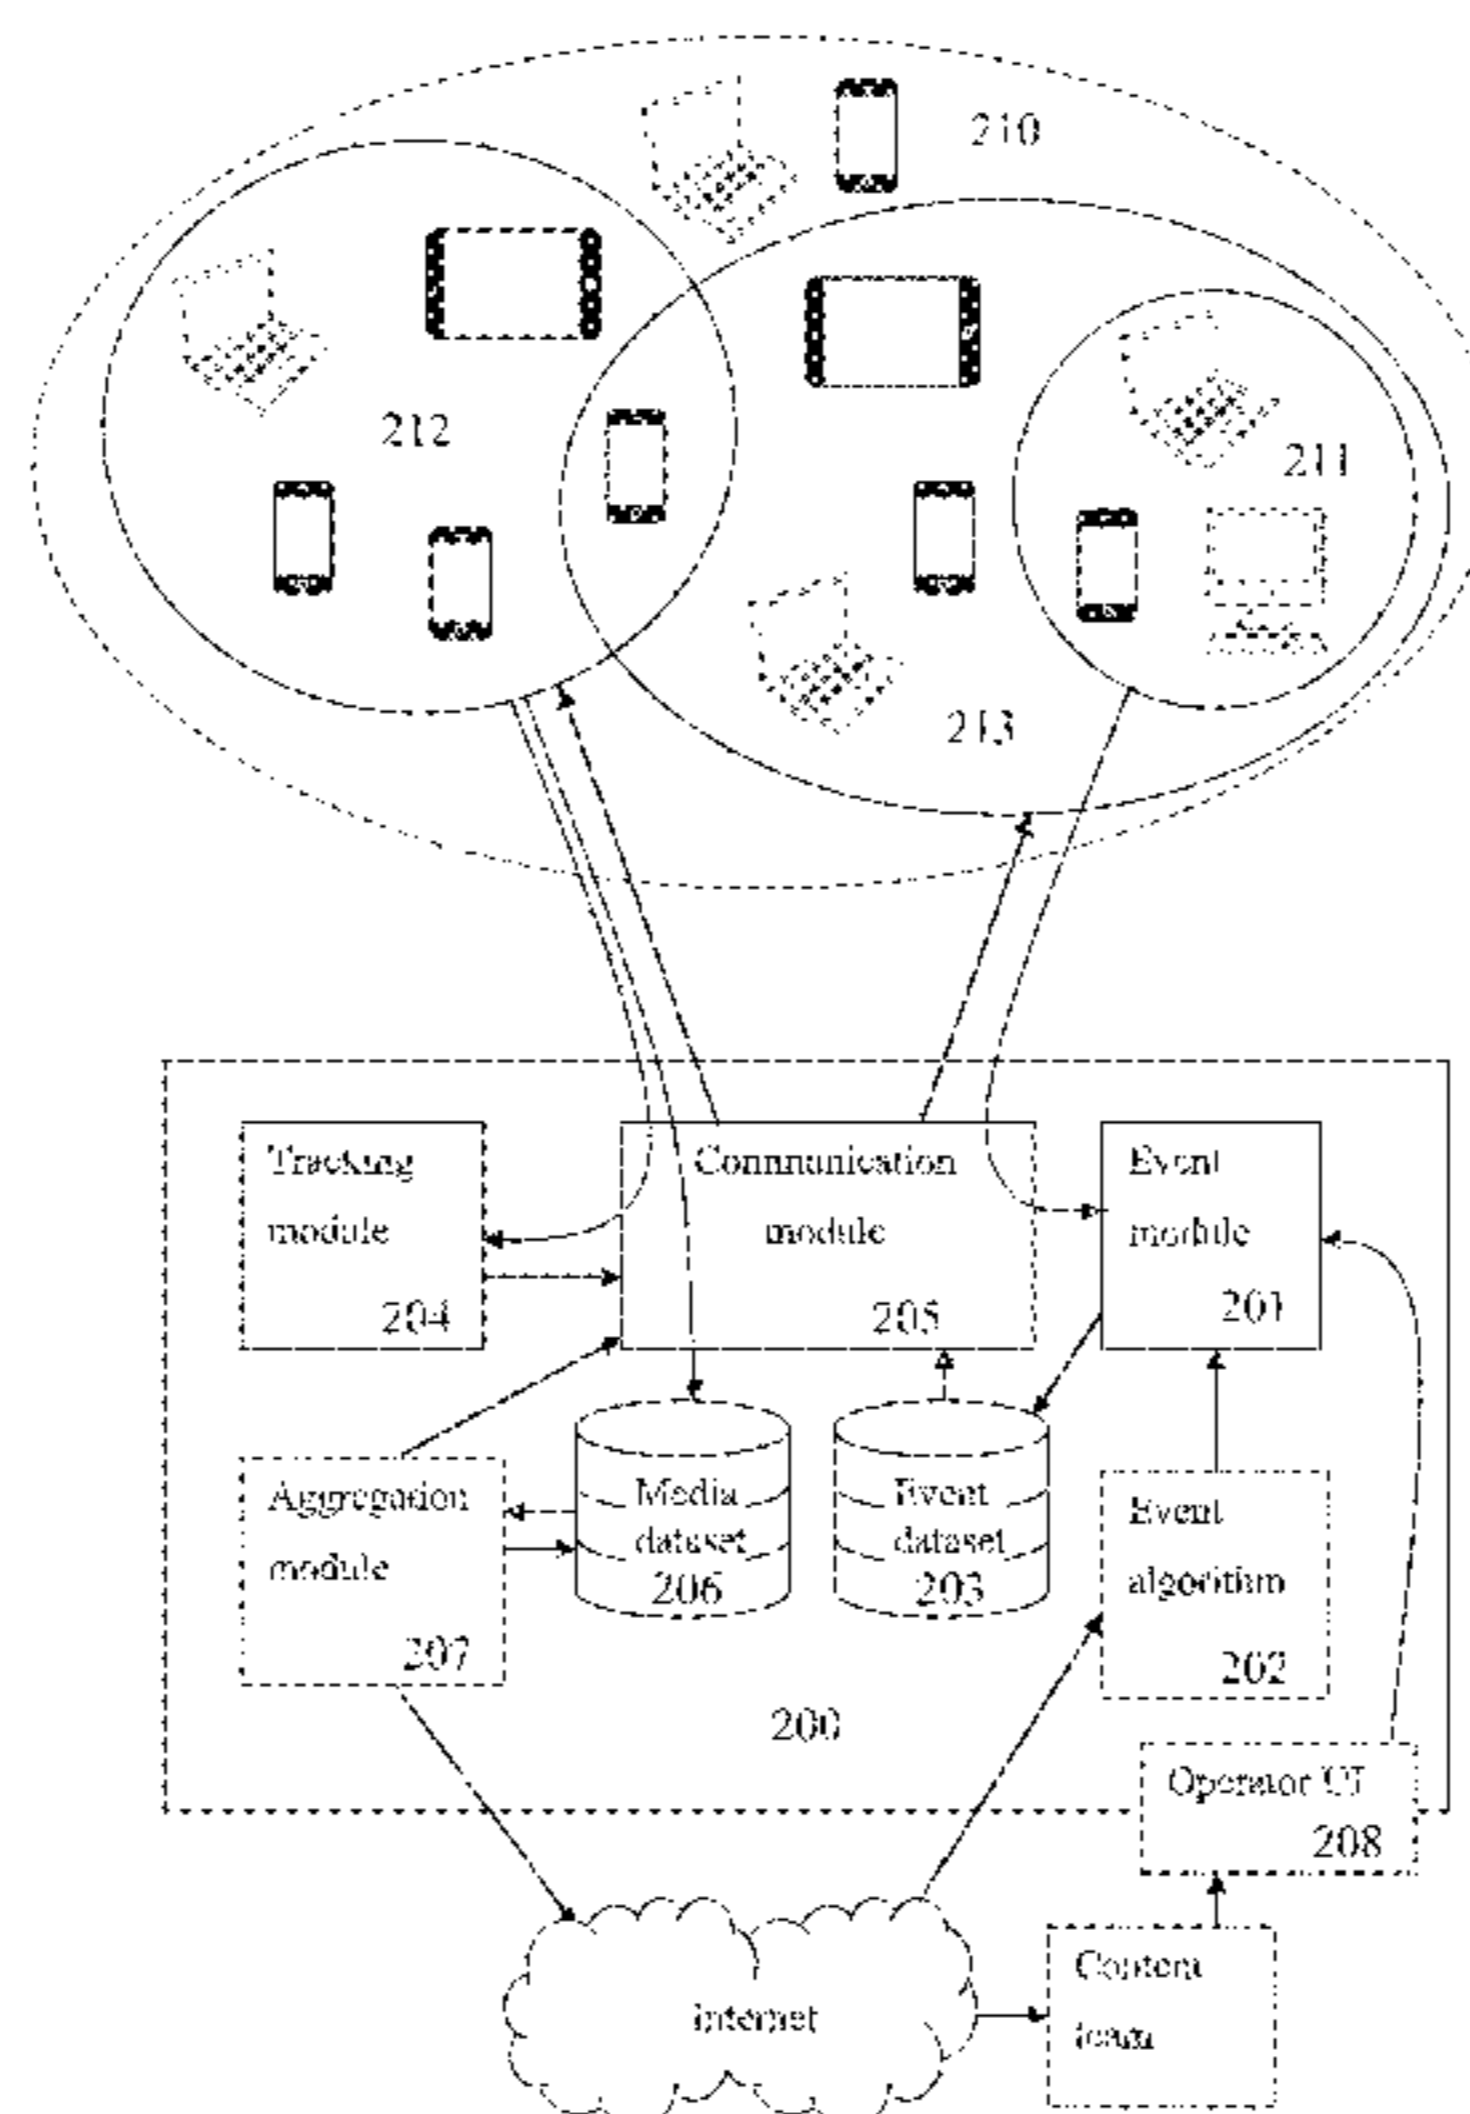 210
212
211
213
Tracking
module
204
Communication
module
205
Event
module
201
Aggregation
module
207
Media
dataset
206
Event
dataset
203
Event
algorithm
202
200
Operator UI
208
Internet
Content
team